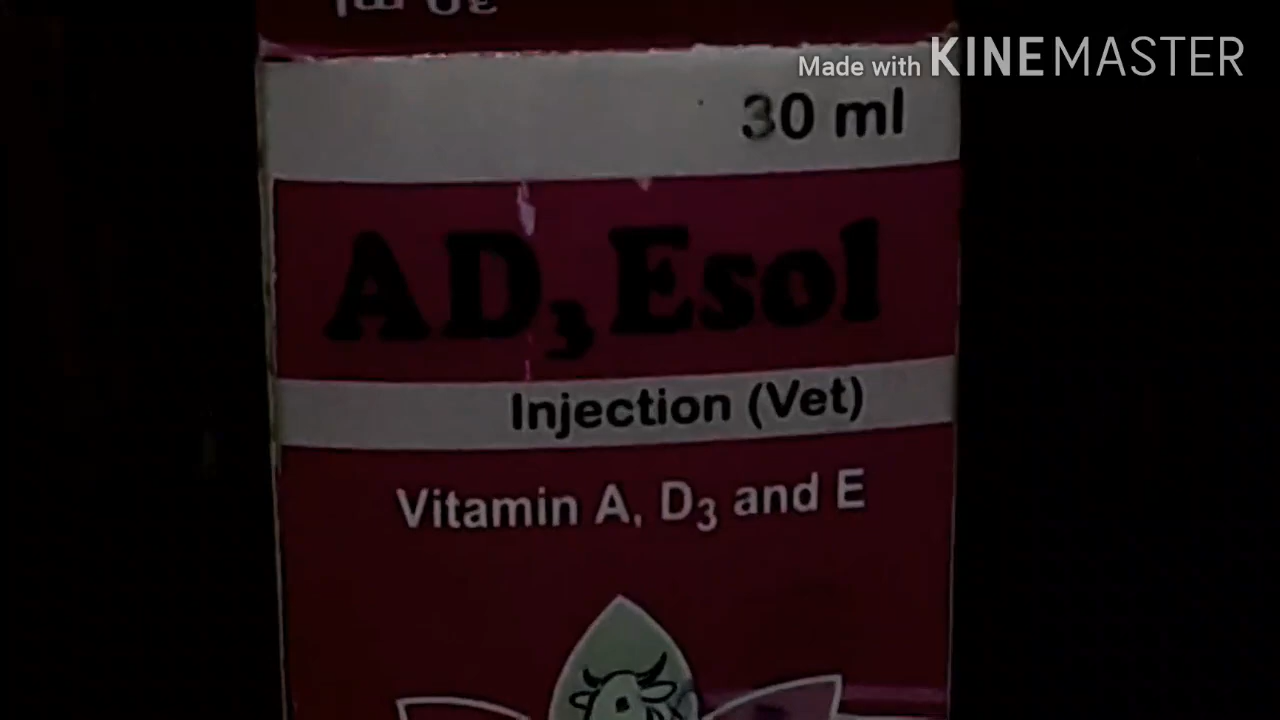 Made with KINEMASTER
30 ml
AD₃Esol
Injection (Vet)
Vitamin A, D₃ and E